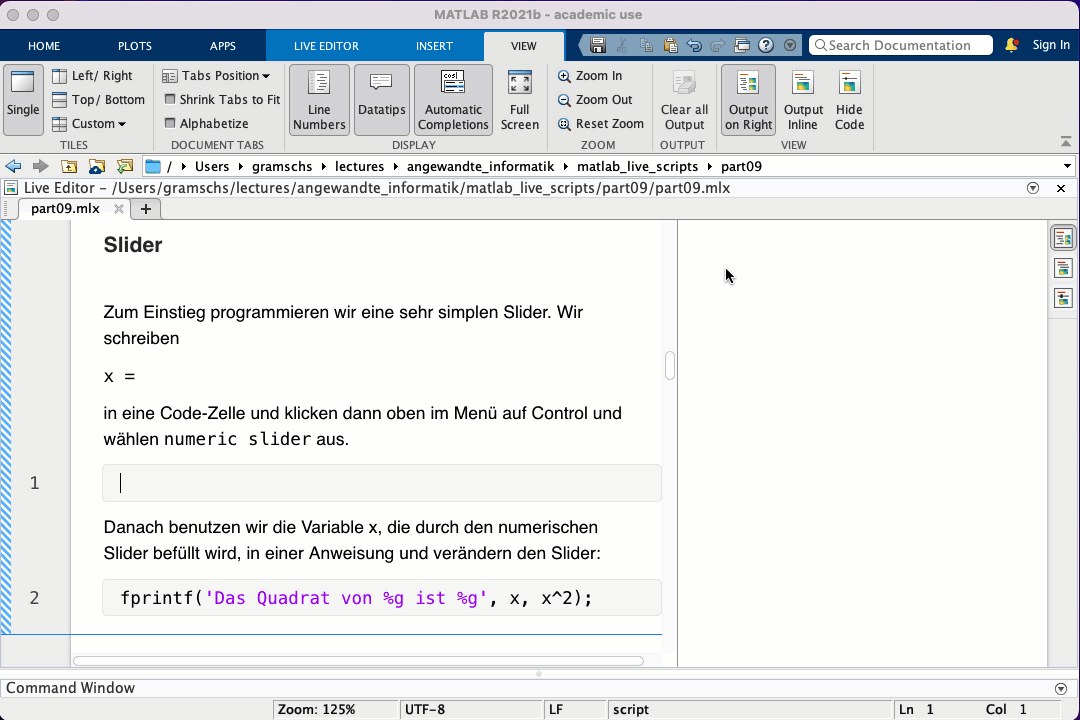 MATLAB R2021b - academic use
HOME PLOTS APPS LIVE EDITOR INSERT VIEW Search Documentation Sign In
Single
Left/ Right
Top/ Bottom
Custom
TILES
Tabs Position
Shrink Tabs to Fit
Alphabetize
DOCUMENT TABS
Line
Numbers
Datatips
Automatic
Completions
Full
Screen
DISPLAY
Zoom In
Zoom Out
Reset Zoom
ZOOM
Clear all
Output
OUTPUT
Output
on Right
Output
Inline
Hide
Code
VIEW
/ Users gramschs lectures angewandte_informatik matlab_live_scripts part09
Live Editor - /Users/gramschs/lectures/angewandte_informatik/matlab_live_scripts/part09/part09.mlx
part09.mlx
Slider
Zum Einstieg programmieren wir eine sehr simplen Slider. Wir
schreiben
x =
in eine Code-Zelle und klicken dann oben im Menü auf Control und
wählen numeric slider aus.
1
Danach benutzen wir die Variable x, die durch den numerischen
Slider befüllt wird, in einer Anweisung und verändern den Slider:
2 fprintf('Das Quadrat von %g ist %g', x, x^2);
Command Window
Zoom: 125% UTF-8 LF script Ln 1 Col 1